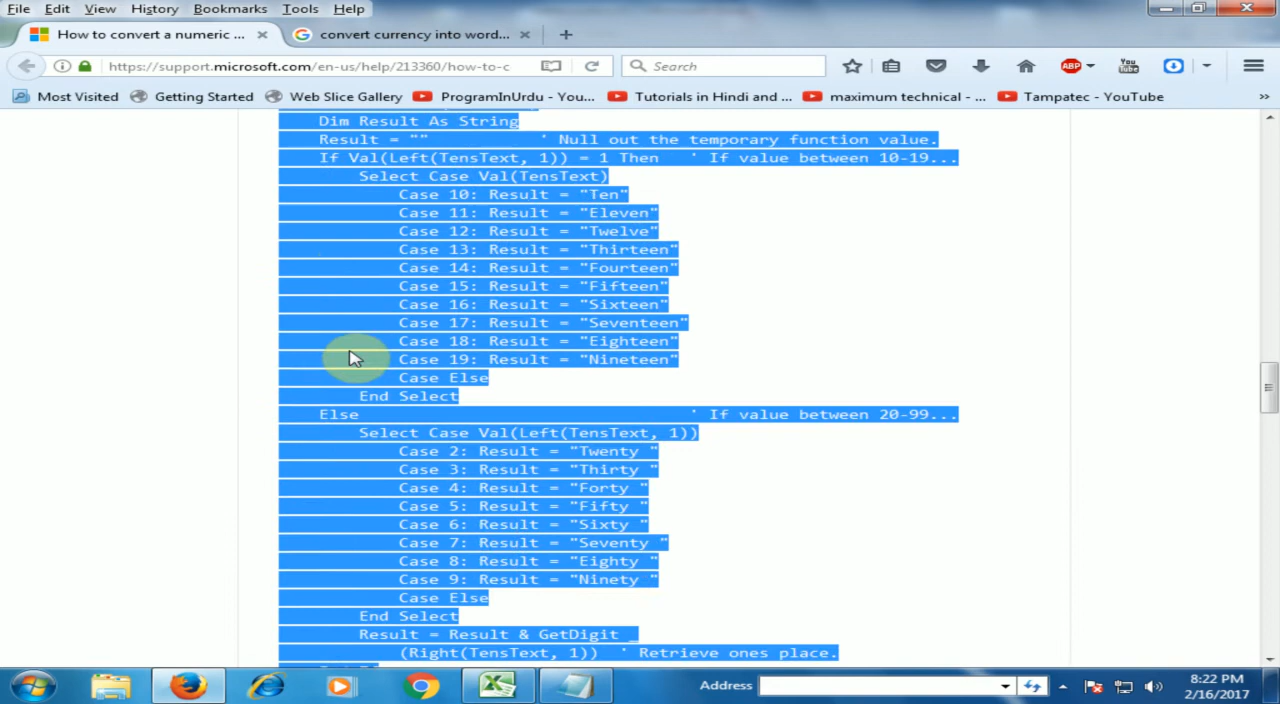 File Edit View History Bookmarks Tools Help
How to convert a numeric ... × convert currency into word... × +
https://support.microsoft.com/en-us/help/213360/how-to-c Search ABP You Tube
Most Visited Getting Started Web Slice Gallery ProgramInUrdu - You... Tutorials in Hindi and ... maximum technical - ... Tampatec - YouTube »
Dim Result As String
Result = "" ' Null out the temporary function value.
If Val(Left(TensText, 1)) = 1 Then ' If value between 10-19...
Select Case Val(TensText)
Case 10: Result = "Ten"
Case 11: Result = "Eleven"
Case 12: Result = "Twelve"
Case 13: Result = "Thirteen"
Case 14: Result = "Fourteen"
Case 15: Result = "Fifteen"
Case 16: Result = "Sixteen"
Case 17: Result = "Seventeen"
Case 18: Result = "Eighteen"
Case 19: Result = "Nineteen"
Case Else
End Select
Else ' If value between 20-99...
Select Case Val(Left(TensText, 1))
Case 2: Result = "Twenty "
Case 3: Result = "Thirty "
Case 4: Result = "Forty "
Case 5: Result = "Fifty "
Case 6: Result = "Sixty "
Case 7: Result = "Seventy "
Case 8: Result = "Eighty "
Case 9: Result = "Ninety "
Case Else
End Select
Result = Result & GetDigit _
(Right(TensText, 1)) ' Retrieve ones place.
Address 8:22 PM
2/16/2017